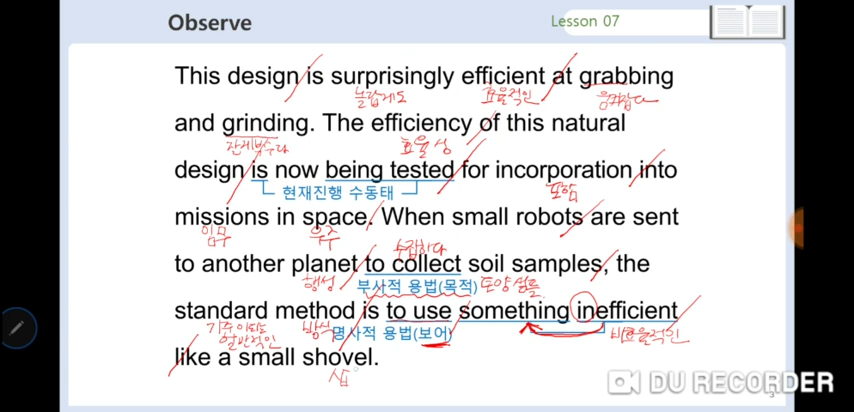 Observe
Lesson 07
This design is surprisingly efficient at grabbing
놀랍게도 효율적인 움켜잡다
and grinding. The efficiency of this natural
잔게부수다 효율성
design is now being tested for incorporation into
현재진행 수동태 포함
missions in space. When small robots are sent
임무 우주 수집하다
to another planet to collect soil samples, the
행성 부사적 용법(목적) 토양 샘플
standard method is to use something inefficient
기준이되는 방식 명사적 용법(보어) 비효율적인
일반적인
like a small shovel.
삽
DU RECORDER
3